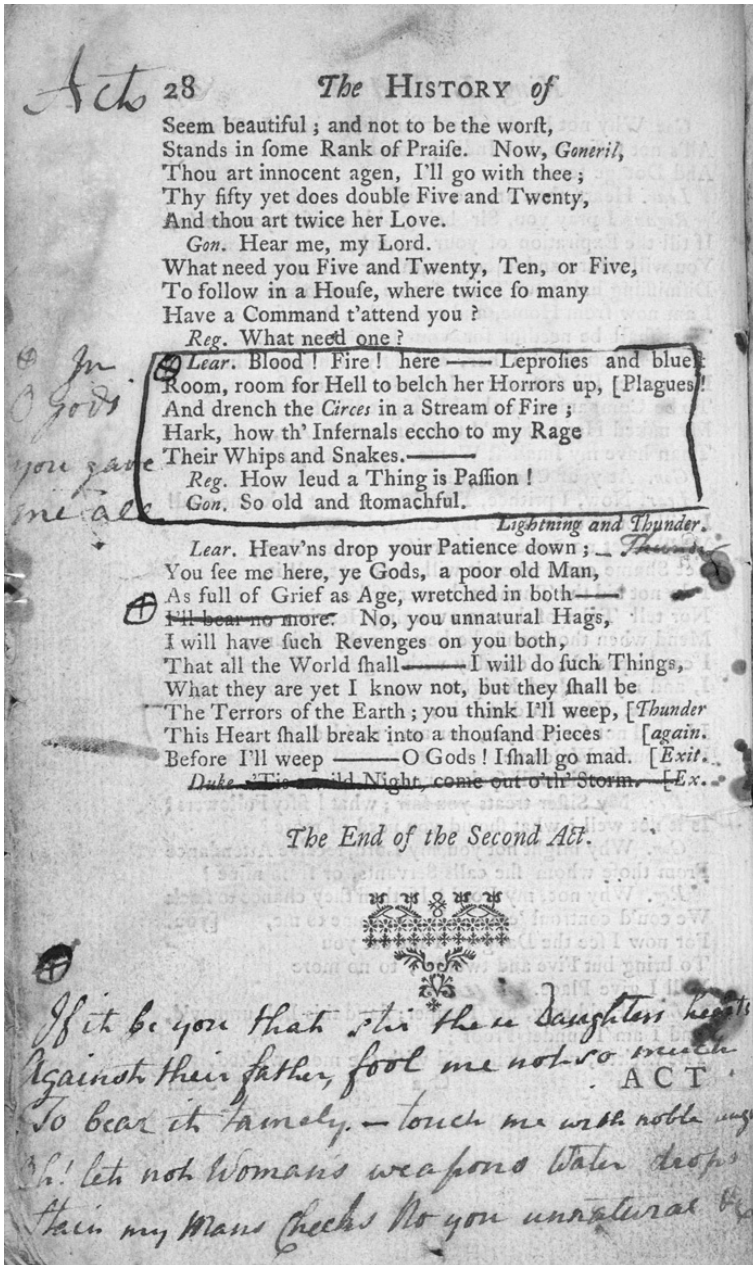 Acts
28 The HISTORY of
Seem beautiful; and not to be the worſt,
Stands in ſome Rank of Praiſe. Now, Goneril,
Thou art innocent agen, I'll go with thee;
Thy fifty yet does double Five and Twenty,
And thou art twice her Love.
Gon. Hear me, my Lord.
What need you Five and Twenty, Ten, or Five,
To follow in a Houſe, where twice ſo many
Have a Command t'attend you?
Reg. What need one?
Lear. Blood! Fire! here —— Leproſies and blueſt
Room, room for Hell to belch her Horrors up, [Plagues!
And drench the Circes in a Stream of Fire;
Hark, how th' Infernals eccho to my Rage
Their Whips and Snakes.——
Reg. How leud a Thing is Paſſion!
Gon. So old and ſtomachful.
In
O gods
you gave
me all
Lightning and Thunder.
Lear. Heav'ns drop your Patience down; Thunder
You ſee me here, ye Gods, a poor old Man,
As full of Grief as Age, wretched in both——
I'll bear no more: No, you unnatural Hags,
I will have ſuch Revenges on you both,
That all the World ſhall——I will do ſuch Things,
What they are yet I know not, but they ſhall be
The Terrors of the Earth; you think I'll weep, [Thunder
This Heart ſhall break into a thouſand Pieces [again.
Before I'll weep ——O Gods! I ſhall go mad. [Exit.
Duke. 'Tis a wild Night, come out o'th' Storm. [Ex.
The End of the Second Act.
If it be you that stir these Daughters hearts
Against their father, fool me not so much
ACT
To bear it tamely. – touch me with noble
Oh! let not Womans weapons Water drops
Stain my Mans Cheeks No you unnatural